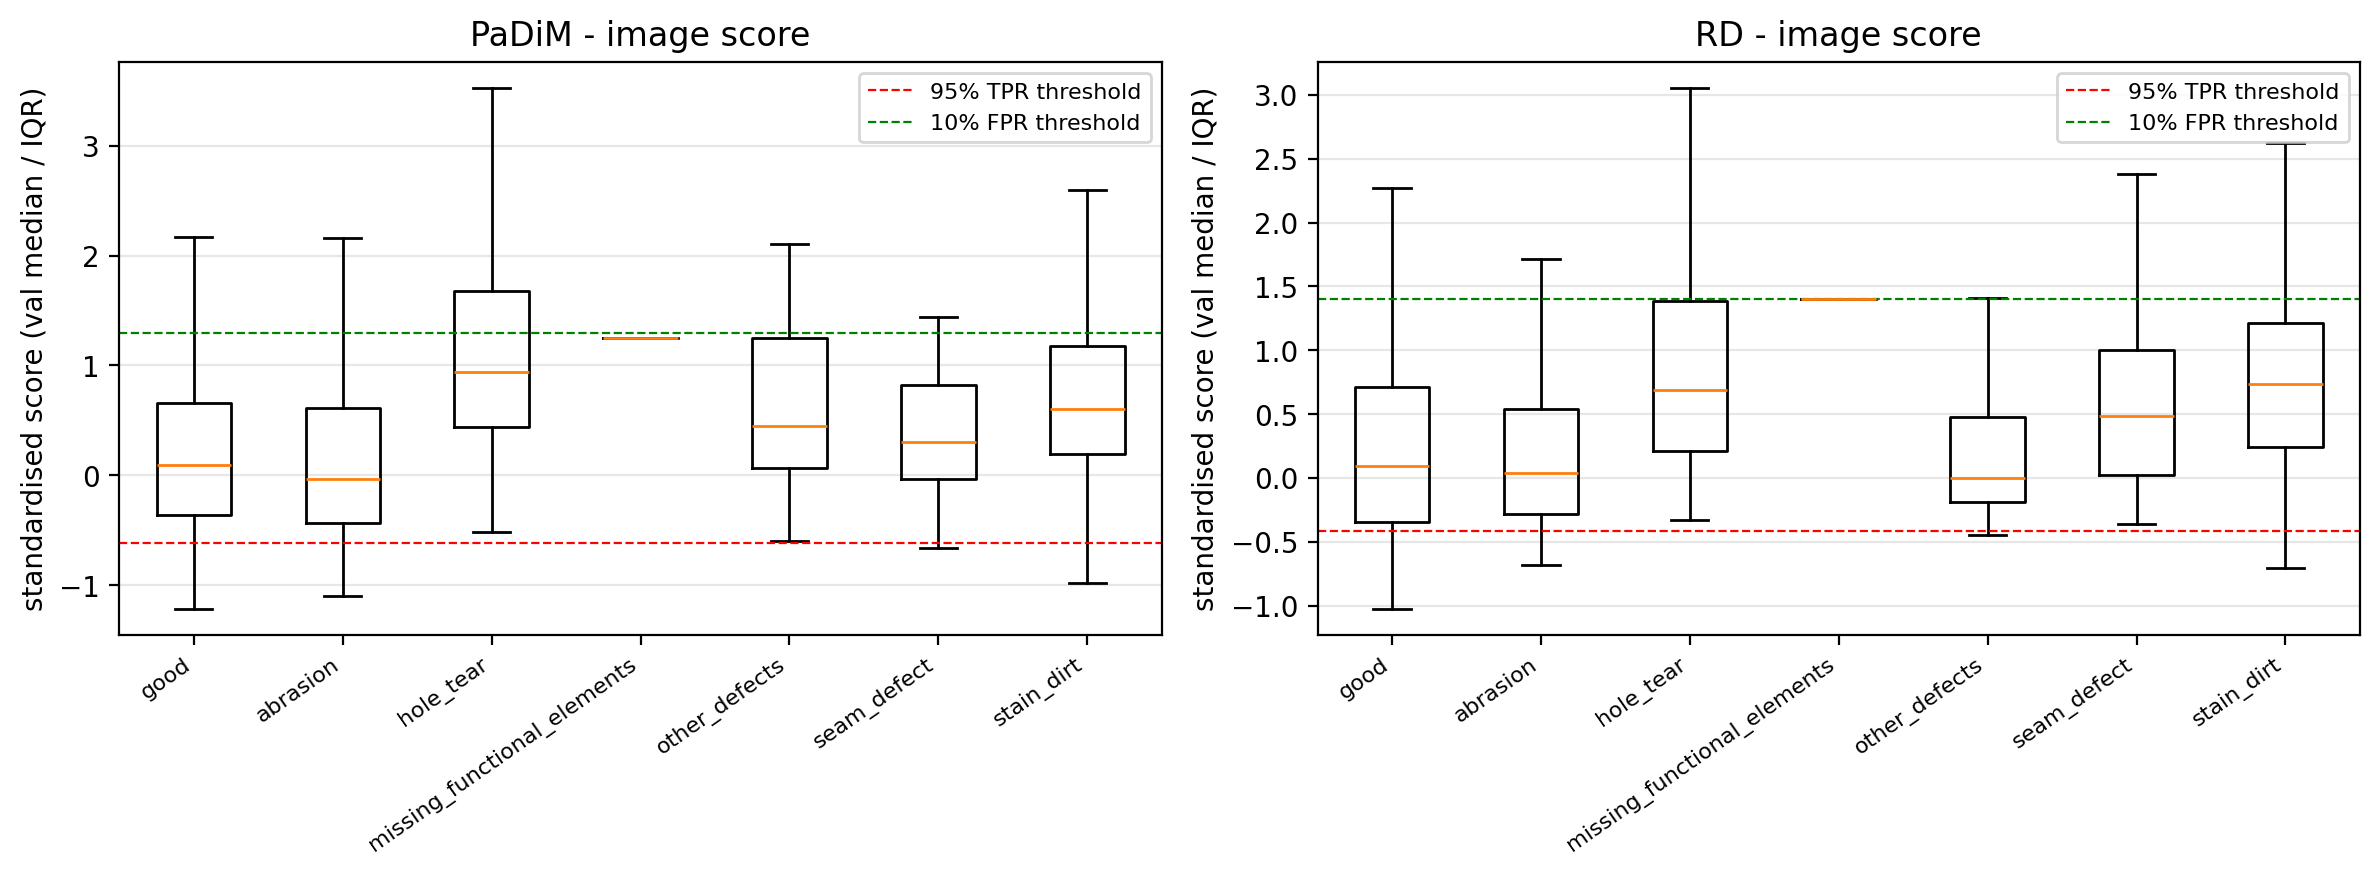 PaDiM - image score
standardised score (val median / IQR)
3
2
1
0
−1
95% TPR threshold
10% FPR threshold
good
abrasion
hole_tear
missing_functional_elements
other_defects
seam_defect
stain_dirt
RD - image score
standardised score (val median / IQR)
3.0
2.5
2.0
1.5
1.0
0.5
0.0
−0.5
−1.0
95% TPR threshold
10% FPR threshold
good
abrasion
hole_tear
missing_functional_elements
other_defects
seam_defect
stain_dirt